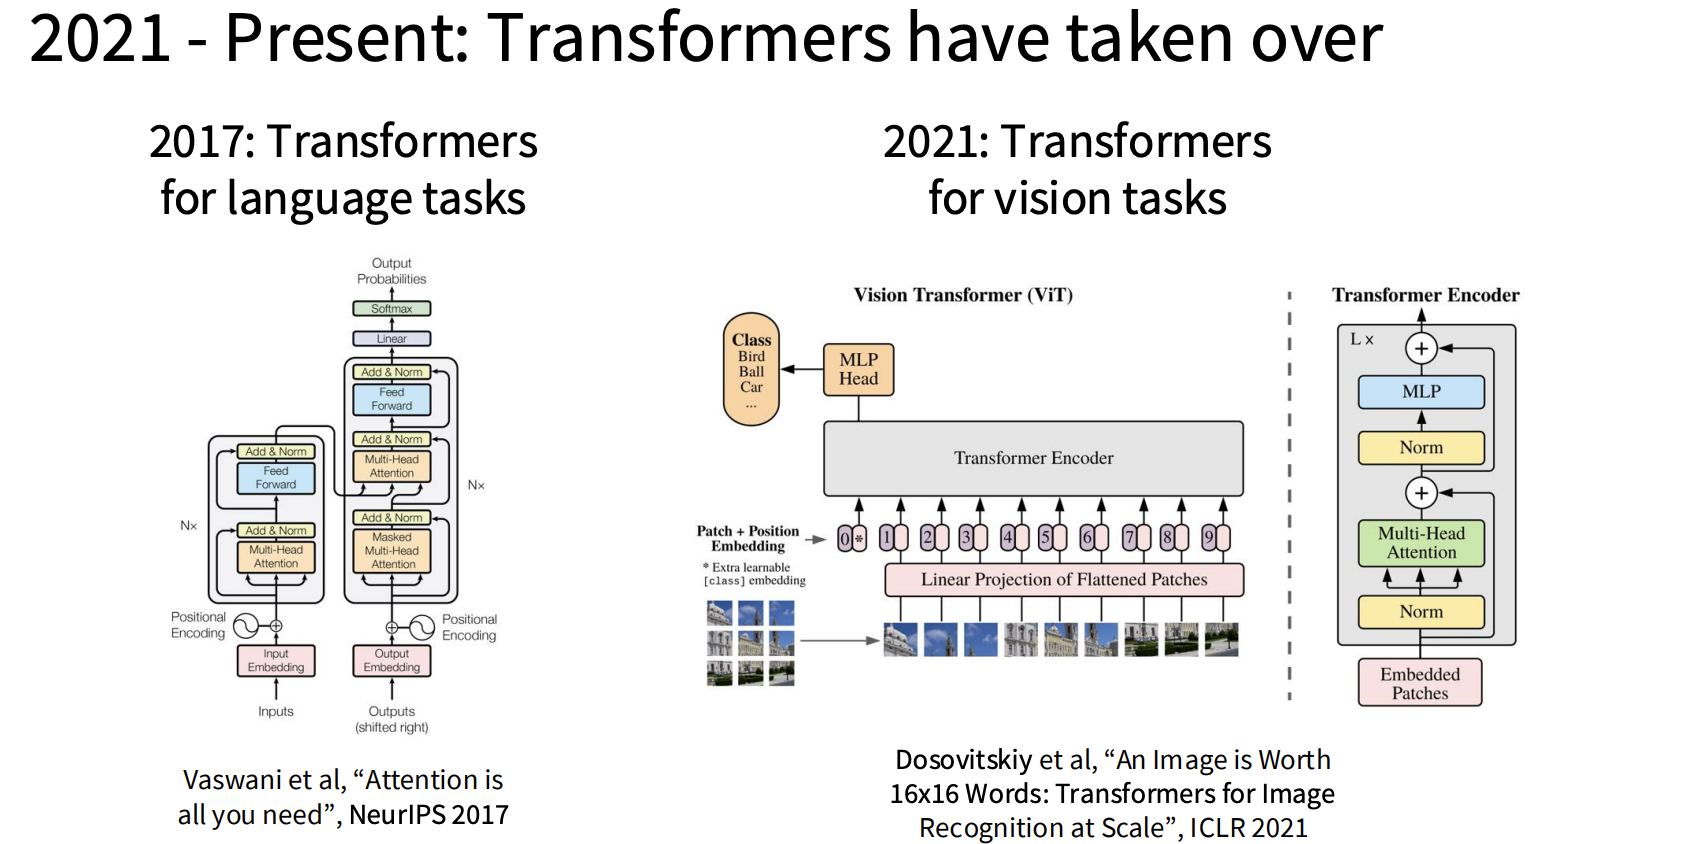 2021 - Present: Transformers have taken over
2017: Transformers
for language tasks
Output
Probabilities
Softmax
Linear
Add & Norm
Feed
Forward
Add & Norm
Multi-Head
Attention
Nx
Add & Norm
Masked
Multi-Head
Attention
Add & Norm
Feed
Forward
Nx
Add & Norm
Multi-Head
Attention
Positional
Encoding
Positional
Encoding
Input
Embedding
Output
Embedding
Inputs
Outputs
(shifted right)
Vaswani et al, “Attention is
all you need”, NeurIPS 2017
2021: Transformers
for vision tasks
Vision Transformer (ViT)
Class
Bird
Ball
Car
...
MLP
Head
Transformer Encoder
Patch + Position
Embedding
* Extra learnable
[class] embedding
0 * 1 2 3 4 5 6 7 8 9
Linear Projection of Flattened Patches
Transformer Encoder
L x
+
MLP
Norm
+
Multi-Head
Attention
Norm
Embedded
Patches
Dosovitskiy et al, “An Image is Worth
16x16 Words: Transformers for Image
Recognition at Scale”, ICLR 2021